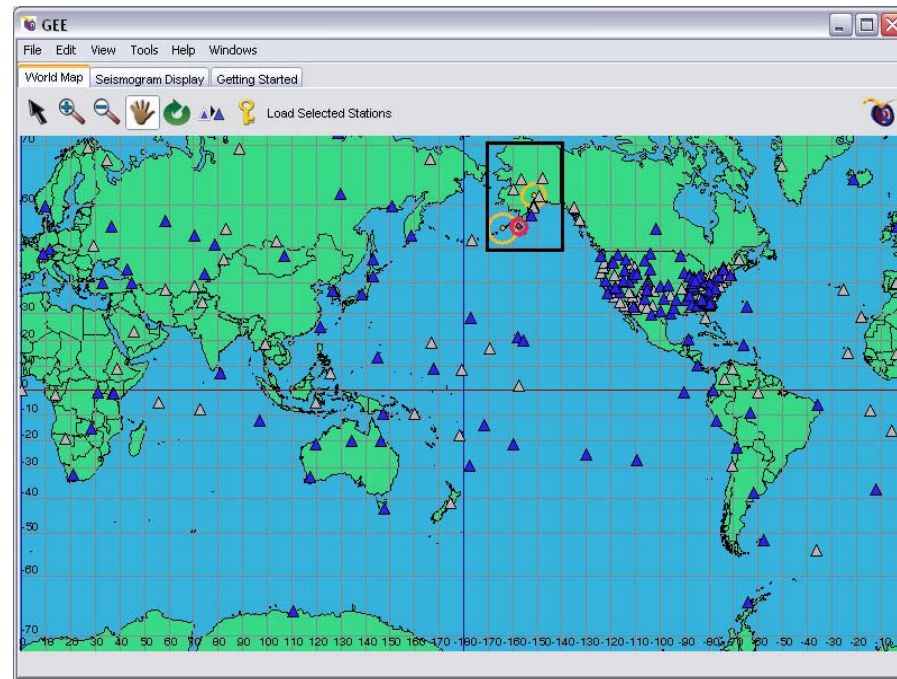 GEE
File Edit View Tools Help Windows
World Map Seismogram Display Getting Started
Load Selected Stations
70
60
30
20
10
0
-10
-20
-30
-40
-50
-60
-70
0 10 20 30 40 50 60 70 80 90 100 110 120 130 140 150 160 170 -180 -170 -160 -150 -140 -130 -120 -110 -100 -90 -80 -70 -60 -50 -40 -30 -20 -10